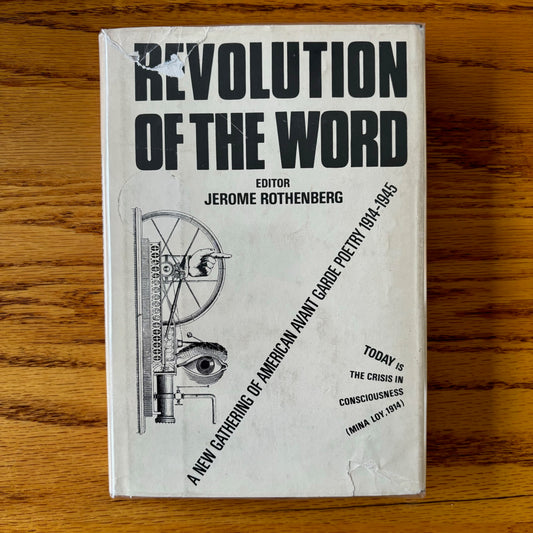 REVOLUTION
OF THE WORD
EDITOR
JEROME ROTHENBERG
A NEW GATHERING OF AMERICAN AVANT GARDE POETRY 1914-1945
TODAY IS
THE CRISIS IN
CONSCIOUSNESS
(MINA LOY, 1914)